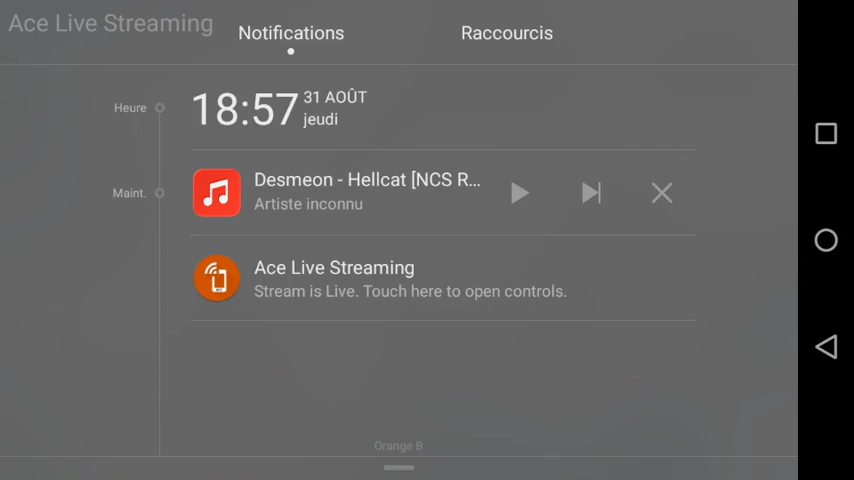 Ace Live Streaming
Notifications
Raccourcis
Heure
18:57
31 AOÛT
jeudi
Maint.
Desmeon - Hellcat [NCS R...
Artiste inconnu
Ace Live Streaming
Stream is Live. Touch here to open controls.
Orange B